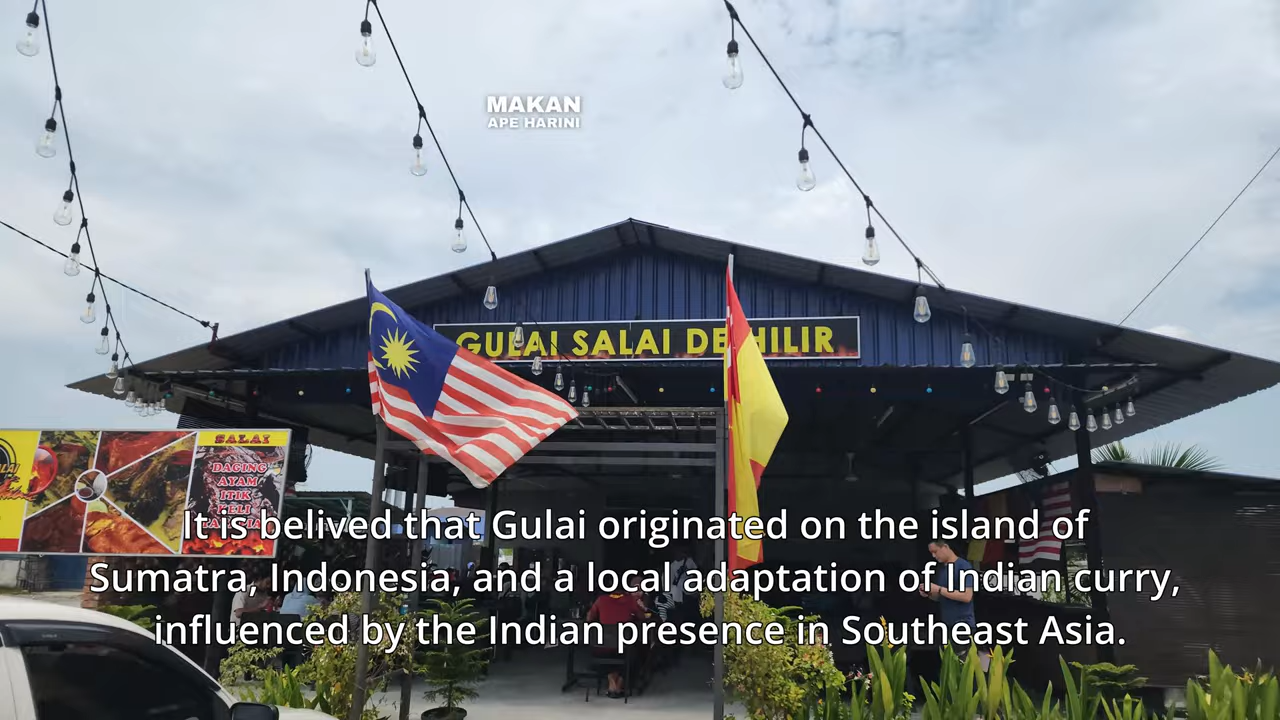 MAKAN
APE HARINI
GULAI SALAI DE HILIR
SALAI
DAGING
AYAM
ITIK
KELI
It is belived that Gulai originated on the island of
Sumatra, Indonesia, and a local adaptation of Indian curry,
influenced by the Indian presence in Southeast Asia.